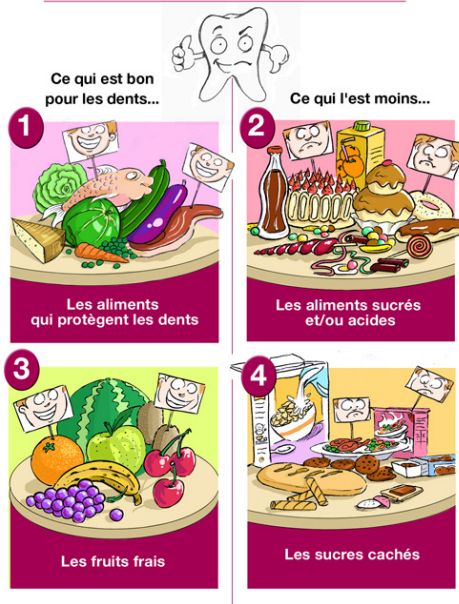 Ce qui est bon
pour les dents...
Ce qui l'est moins...
1
Les aliments
qui protègent les dents
2
Les aliments sucrés
et/ou acides
3
Les fruits frais
4
Les sucres cachés